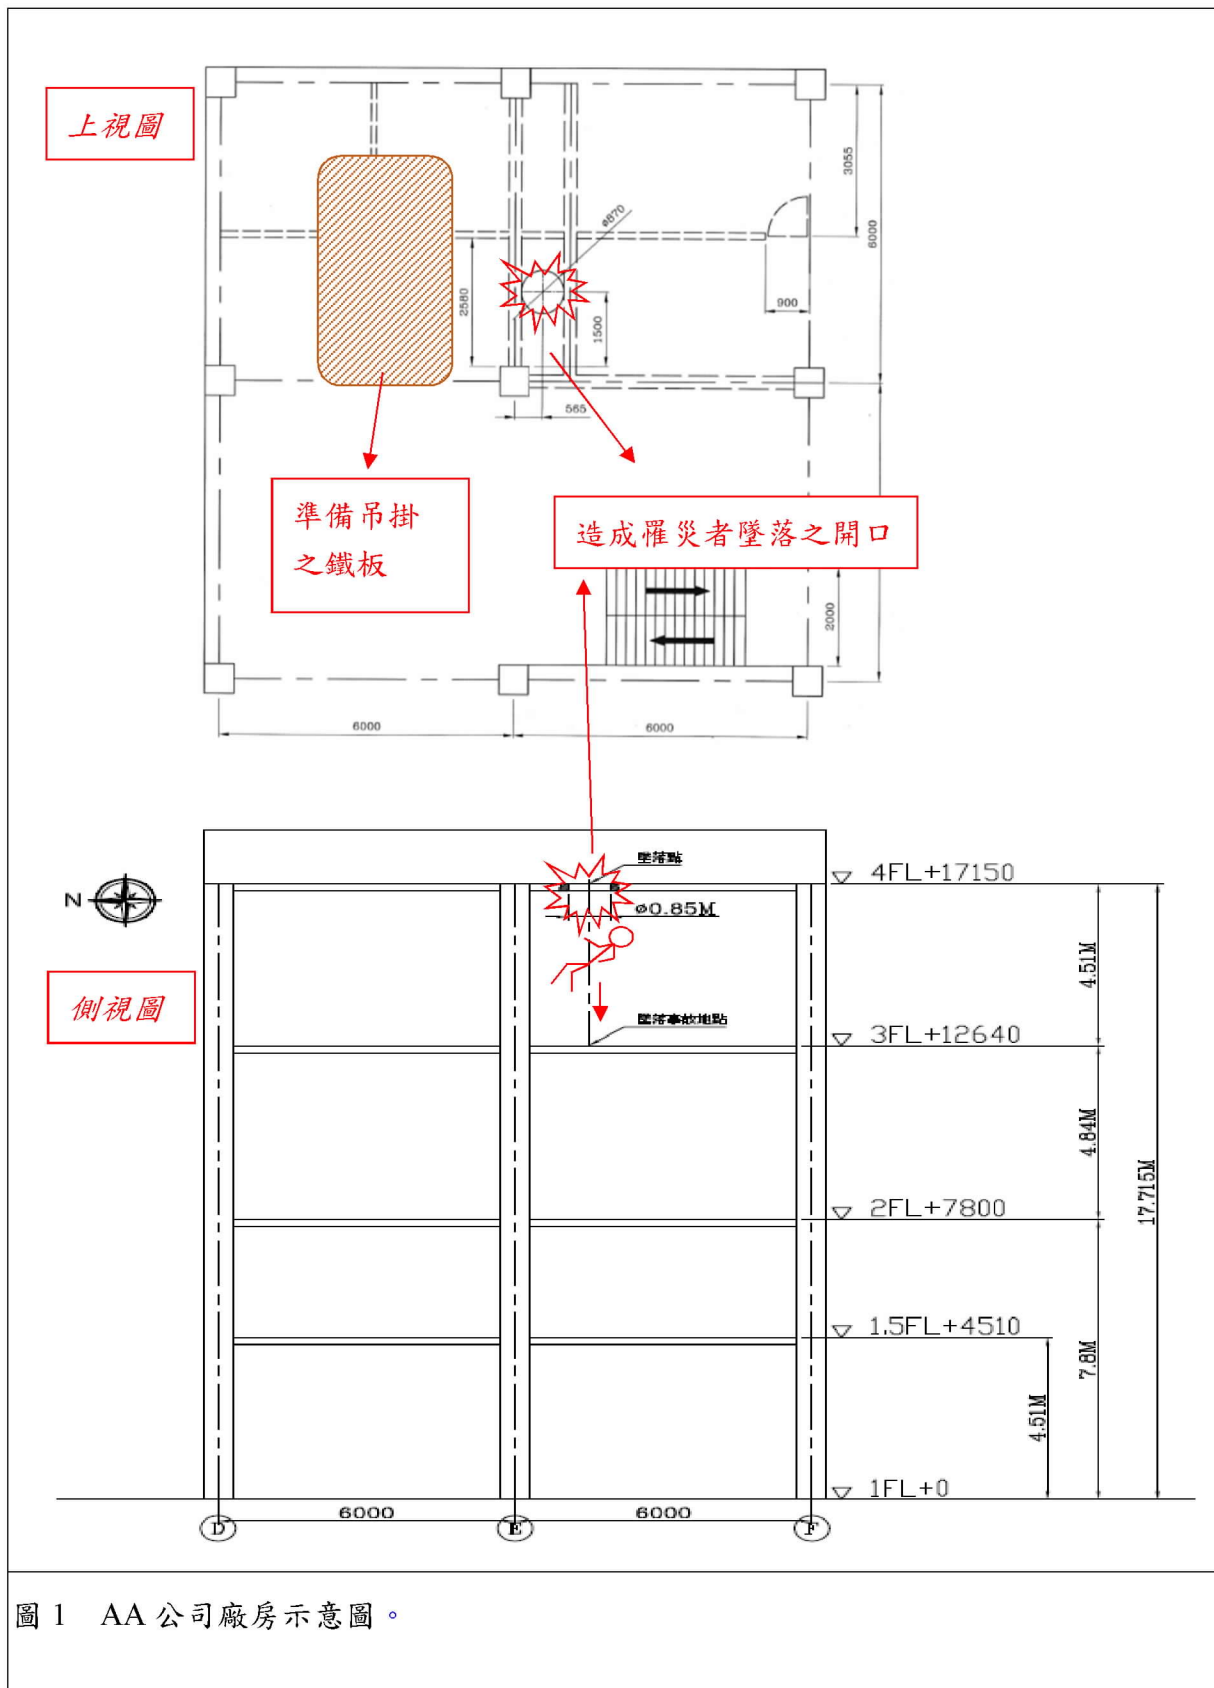 上視圖
ø870
3055
6000
2580
1500
900
565
準備吊掛
之鐵板
造成罹災者墜落之開口
2000
6000
6000
墜落點
4FL+17150
N
ø0.85M
4.51M
側視圖
墜落事故地點
3FL+12640
4.84M
17.715M
2FL+7800
1.5FL+4510
7.8M
4.51M
1FL+0
6000
6000
D
E
F
圖 1 AA 公司廠房示意圖。